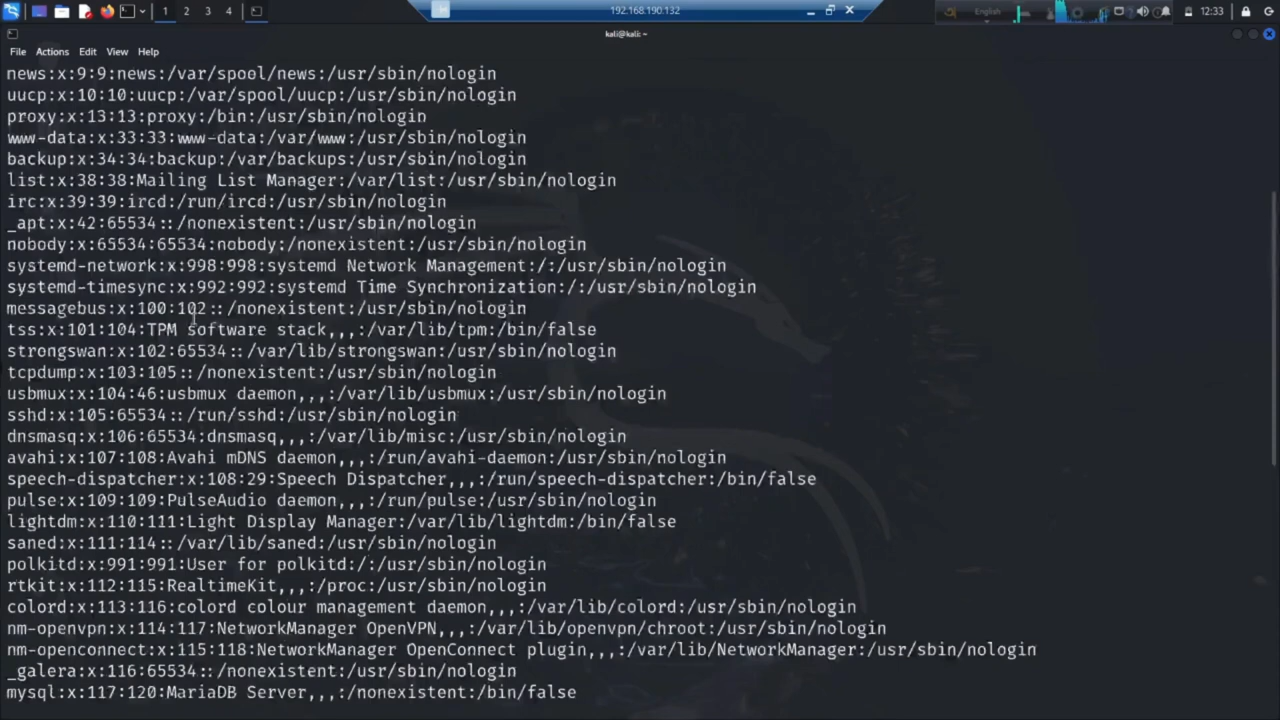 1 2 3 4
192.168.190.132
English
12:33
kali@kali: ~
File Actions Edit View Help
news:x:9:9:news:/var/spool/news:/usr/sbin/nologin
uucp:x:10:10:uucp:/var/spool/uucp:/usr/sbin/nologin
proxy:x:13:13:proxy:/bin:/usr/sbin/nologin
www-data:x:33:33:www-data:/var/www:/usr/sbin/nologin
backup:x:34:34:backup:/var/backups:/usr/sbin/nologin
list:x:38:38:Mailing List Manager:/var/list:/usr/sbin/nologin
irc:x:39:39:ircd:/run/ircd:/usr/sbin/nologin
_apt:x:42:65534::/nonexistent:/usr/sbin/nologin
nobody:x:65534:65534:nobody:/nonexistent:/usr/sbin/nologin
systemd-network:x:998:998:systemd Network Management:/:/usr/sbin/nologin
systemd-timesync:x:992:992:systemd Time Synchronization:/:/usr/sbin/nologin
messagebus:x:100:102::/nonexistent:/usr/sbin/nologin
tss:x:101:104:TPM software stack,,,:/var/lib/tpm:/bin/false
strongswan:x:102:65534::/var/lib/strongswan:/usr/sbin/nologin
tcpdump:x:103:105::/nonexistent:/usr/sbin/nologin
usbmux:x:104:46:usbmux daemon,,,:/var/lib/usbmux:/usr/sbin/nologin
sshd:x:105:65534::/run/sshd:/usr/sbin/nologin
dnsmasq:x:106:65534:dnsmasq,,,:/var/lib/misc:/usr/sbin/nologin
avahi:x:107:108:Avahi mDNS daemon,,,:/run/avahi-daemon:/usr/sbin/nologin
speech-dispatcher:x:108:29:Speech Dispatcher,,,:/run/speech-dispatcher:/bin/false
pulse:x:109:109:PulseAudio daemon,,,:/run/pulse:/usr/sbin/nologin
lightdm:x:110:111:Light Display Manager:/var/lib/lightdm:/bin/false
saned:x:111:114::/var/lib/saned:/usr/sbin/nologin
polkitd:x:991:991:User for polkitd:/:/usr/sbin/nologin
rtkit:x:112:115:RealtimeKit,,,:/proc:/usr/sbin/nologin
colord:x:113:116:colord colour management daemon,,,:/var/lib/colord:/usr/sbin/nologin
nm-openvpn:x:114:117:NetworkManager OpenVPN,,,:/var/lib/openvpn/chroot:/usr/sbin/nologin
nm-openconnect:x:115:118:NetworkManager OpenConnect plugin,,,:/var/lib/NetworkManager:/usr/sbin/nologin
_galera:x:116:65534::/nonexistent:/usr/sbin/nologin
mysql:x:117:120:MariaDB Server,,,:/nonexistent:/bin/false